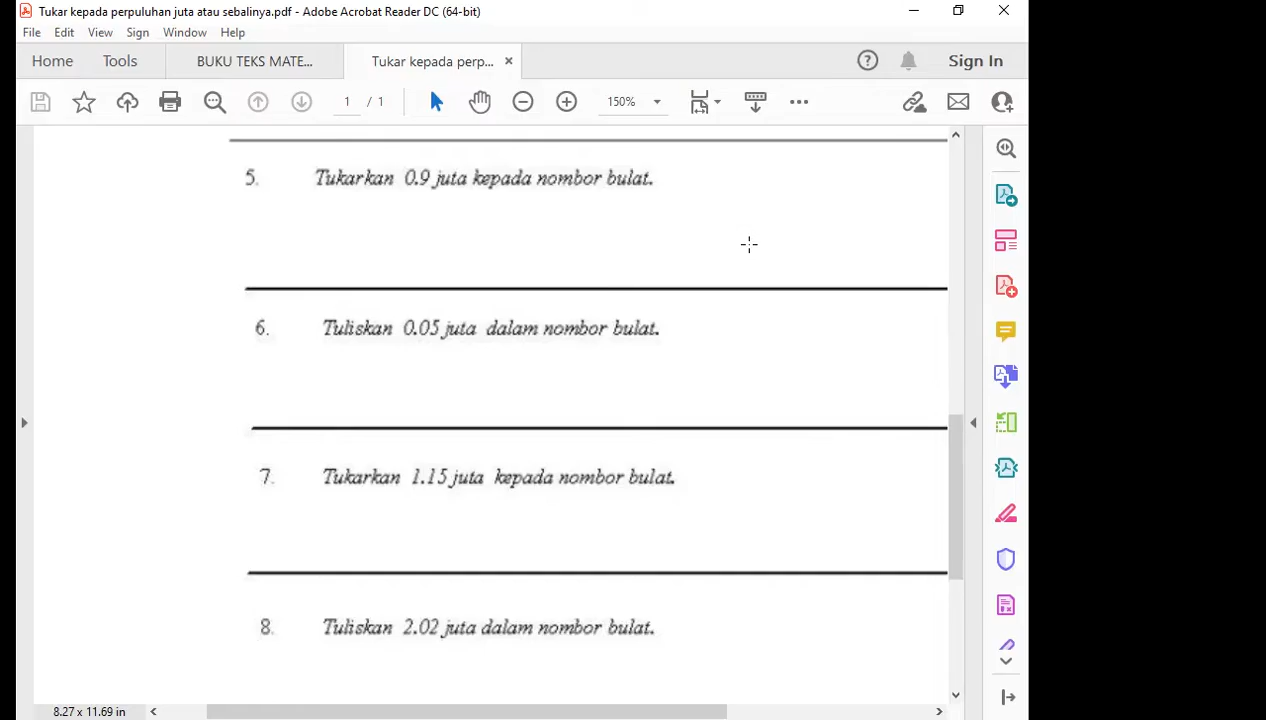 Tukar kepada perpuluhan juta atau sebalinya.pdf - Adobe Acrobat Reader DC (64-bit)
File Edit View Sign Window Help
Home Tools BUKU TEKS MATE... Tukar kepada perp... × Sign In
1 / 1 150%
5. Tukarkan 0.9 juta kepada nombor bulat.
6. Tuliskan 0.05 juta dalam nombor bulat.
7. Tukarkan 1.15 juta kepada nombor bulat.
8. Tuliskan 2.02 juta dalam nombor bulat.
8.27 x 11.69 in